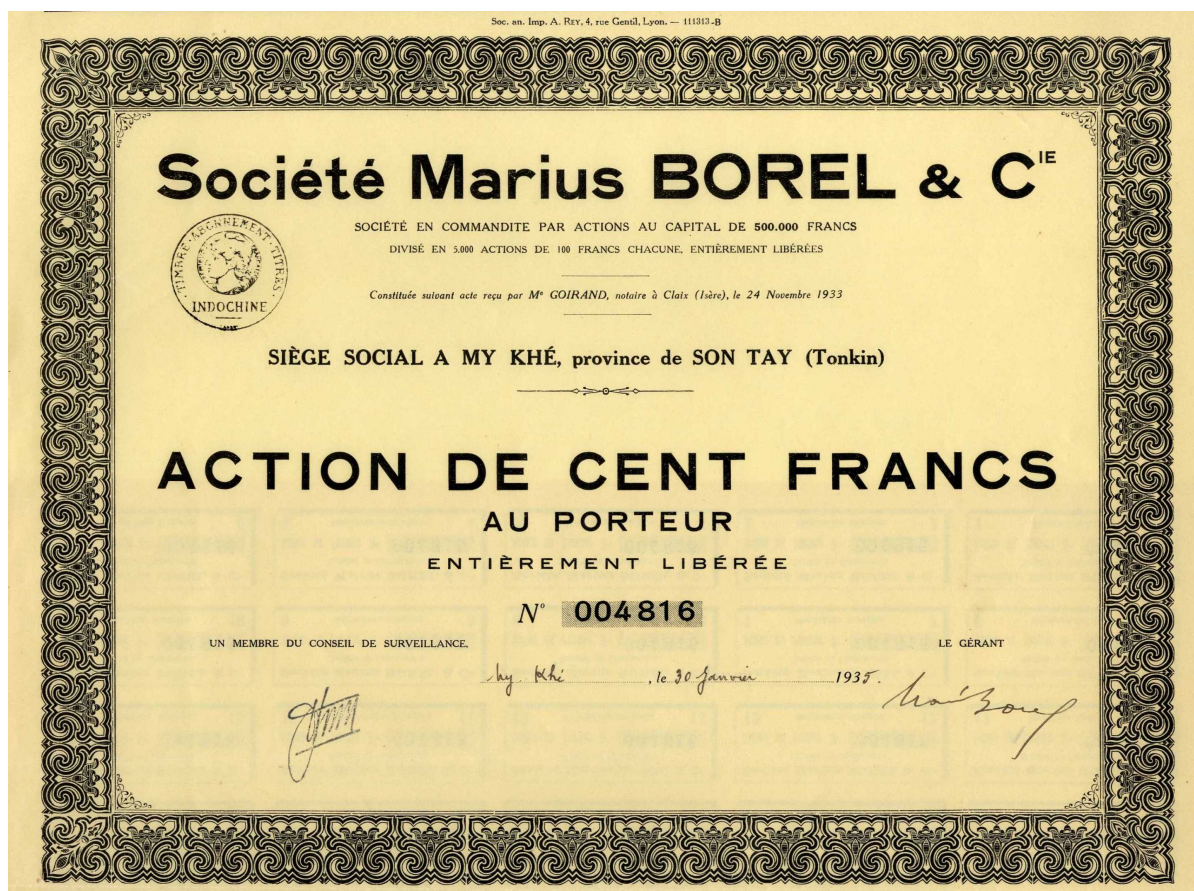 Soc. an. Imp. A. REY, 4, rue Gentil, Lyon. — 111313-B
Société Marius BOREL & CIE
SOCIÉTÉ EN COMMANDITE PAR ACTIONS AU CAPITAL DE 500.000 FRANCS
DIVISÉ EN 5.000 ACTIONS DE 100 FRANCS CHACUNE, ENTIÈREMENT LIBÉRÉES
TIMBRE · ABONNEMENT · TITRES
INDOCHINE
Constituée suivant acte reçu par Me GOIRAND, notaire à Claix (Isère), le 24 Novembre 1933
SIÈGE SOCIAL A MY KHÉ, province de SON TAY (Tonkin)
ACTION DE CENT FRANCS
AU PORTEUR
ENTIÈREMENT LIBÉRÉE
No 004816
UN MEMBRE DU CONSEIL DE SURVEILLANCE,
LE GÉRANT
My Khé, le 30 Janvier 1935.